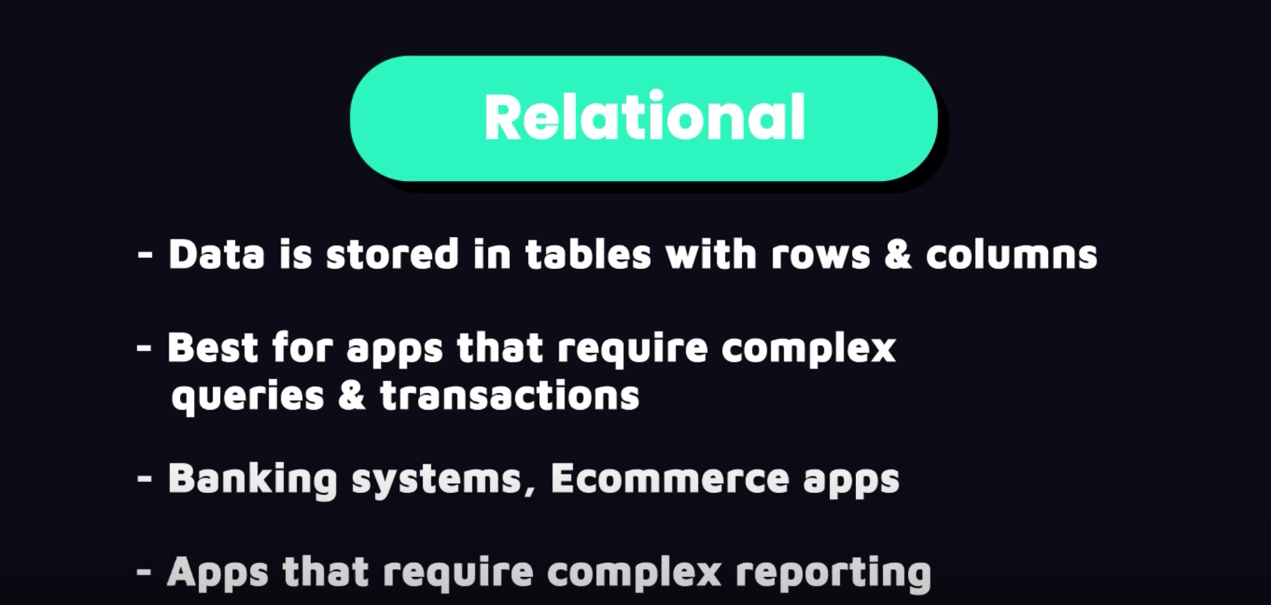 Relational
- Data is stored in tables with rows & columns
- Best for apps that require complex
queries & transactions
- Banking systems, Ecommerce apps
- Apps that require complex reporting